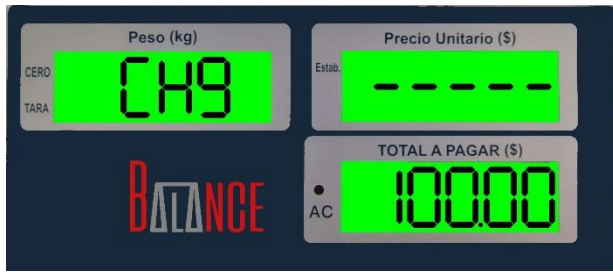 Peso (kg)
CERO
TARA
CH9
Precio Unitario ($)
Estab.
-----
BALANCE
TOTAL A PAGAR ($)
AC
100.00